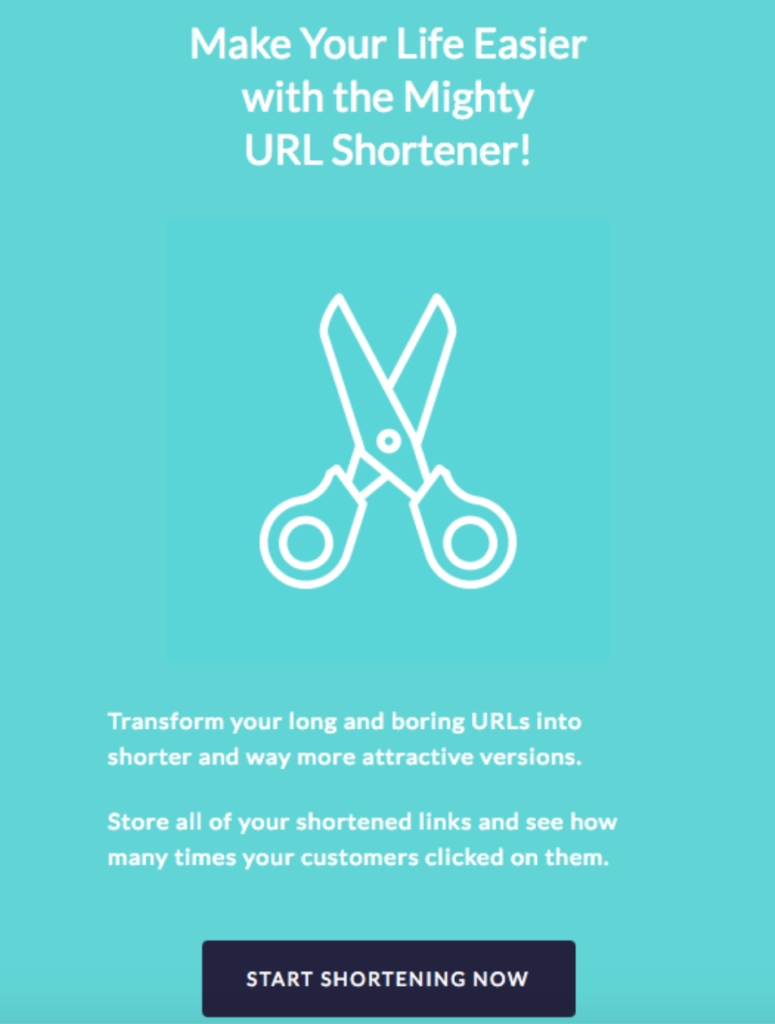 Make Your Life Easier
with the Mighty
URL Shortener!
Transform your long and boring URLs into
shorter and way more attractive versions.
Store all of your shortened links and see how
many times your customers clicked on them.
START SHORTENING NOW